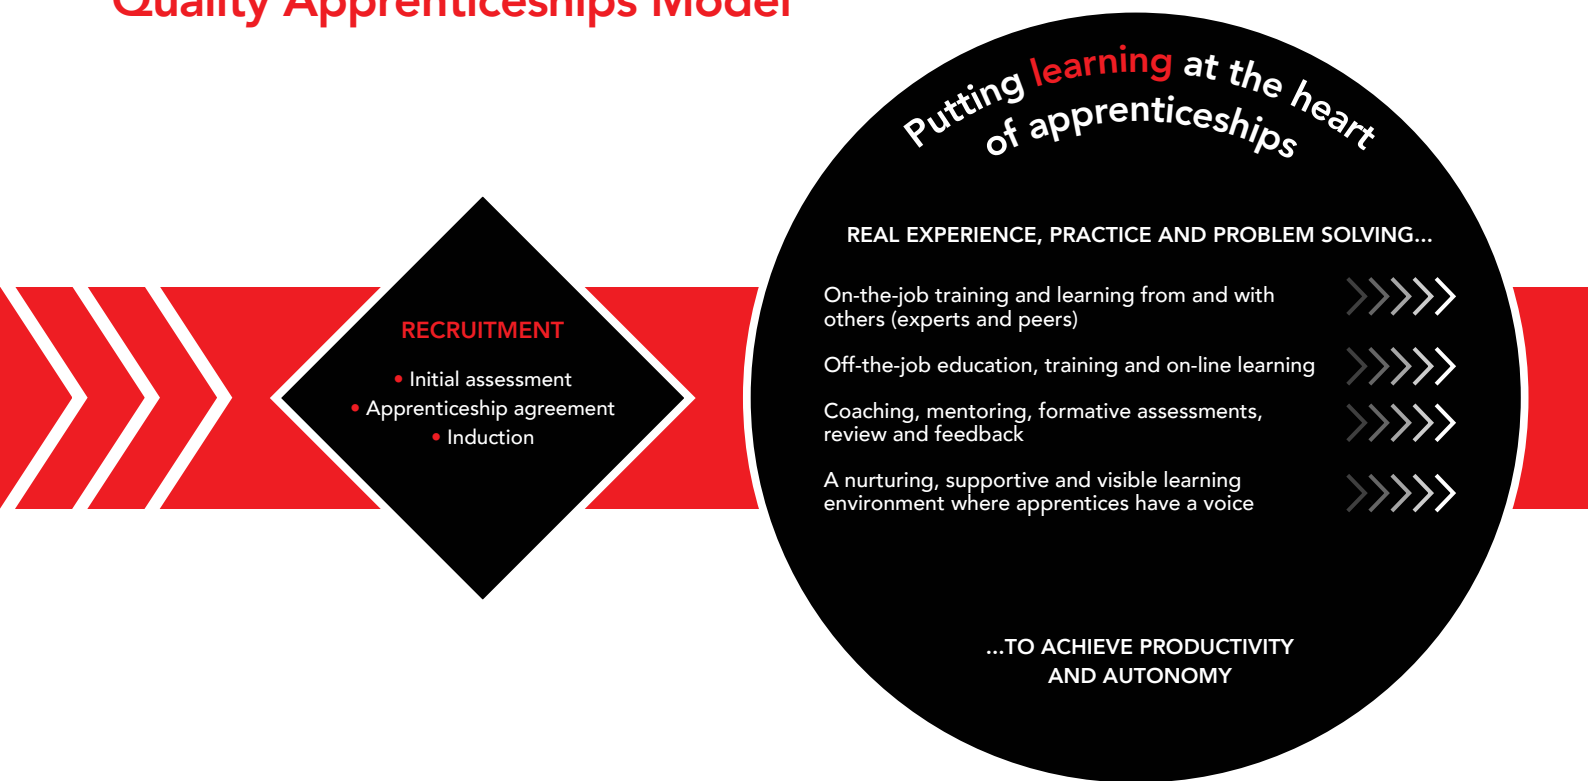 Quality Apprenticeships Model
Putting learning at the heart
of apprenticeships
RECRUITMENT
• Initial assessment
• Apprenticeship agreement
• Induction
REAL EXPERIENCE, PRACTICE AND PROBLEM SOLVING...
On-the-job training and learning from and with
others (experts and peers)
Off-the-job education, training and on-line learning
Coaching, mentoring, formative assessments,
review and feedback
A nurturing, supportive and visible learning
environment where apprentices have a voice
...TO ACHIEVE PRODUCTIVITY
AND AUTONOMY